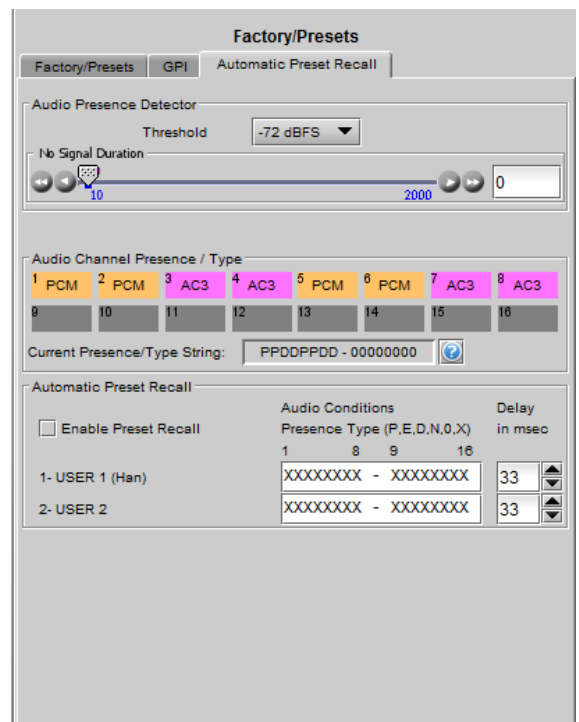 Factory/Presets
Factory/Presets GPI Automatic Preset Recall
Audio Presence Detector
Threshold -72 dBFS
No Signal Duration
0
10 2000
Audio Channel Presence / Type
1 PCM 2 PCM 3 AC3 4 AC3 5 PCM 6 PCM 7 AC3 8 AC3
9 10 11 12 13 14 15 16
Current Presence/Type String: PPDDPPDD - 00000000 ?
Automatic Preset Recall
Audio Conditions Delay
Enable Preset Recall Presence Type (P,E,D,N,0,X) in msec
1 8 9 16
1- USER 1 (Han) XXXXXXXX - XXXXXXXX 33
2- USER 2 XXXXXXXX - XXXXXXXX 33